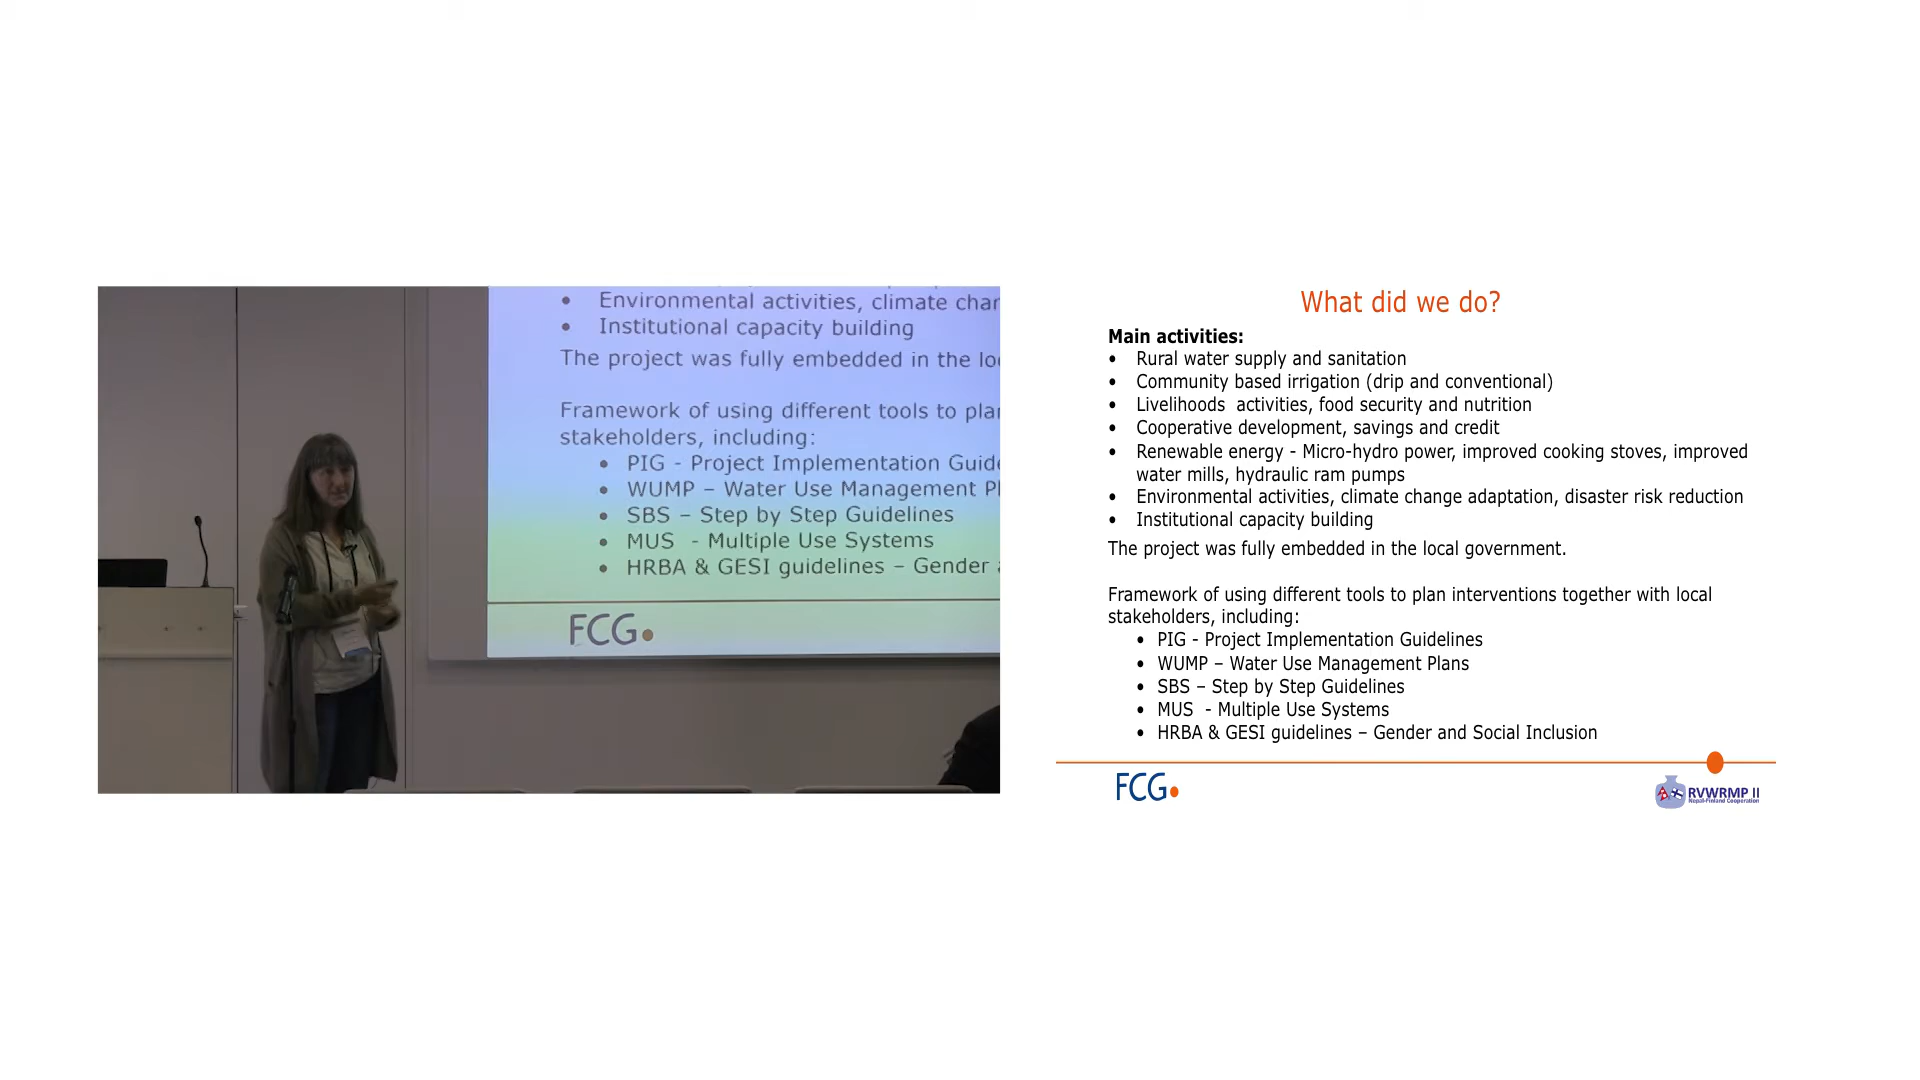 • Environmental activities, climate chan
• Institutional capacity building
The project was fully embedded in the lo
Framework of using different tools to plan
stakeholders, including:
• PIG - Project Implementation Guide
• WUMP – Water Use Management Pl
• SBS – Step by Step Guidelines
• MUS - Multiple Use Systems
• HRBA & GESI guidelines – Gender a
FCG
What did we do?
Main activities:
• Rural water supply and sanitation
• Community based irrigation (drip and conventional)
• Livelihoods activities, food security and nutrition
• Cooperative development, savings and credit
• Renewable energy - Micro-hydro power, improved cooking stoves, improved
water mills, hydraulic ram pumps
• Environmental activities, climate change adaptation, disaster risk reduction
• Institutional capacity building
The project was fully embedded in the local government.
Framework of using different tools to plan interventions together with local
stakeholders, including:
• PIG - Project Implementation Guidelines
• WUMP – Water Use Management Plans
• SBS – Step by Step Guidelines
• MUS - Multiple Use Systems
• HRBA & GESI guidelines – Gender and Social Inclusion
FCG
RVWRMP II
Nepal-Finland Cooperation